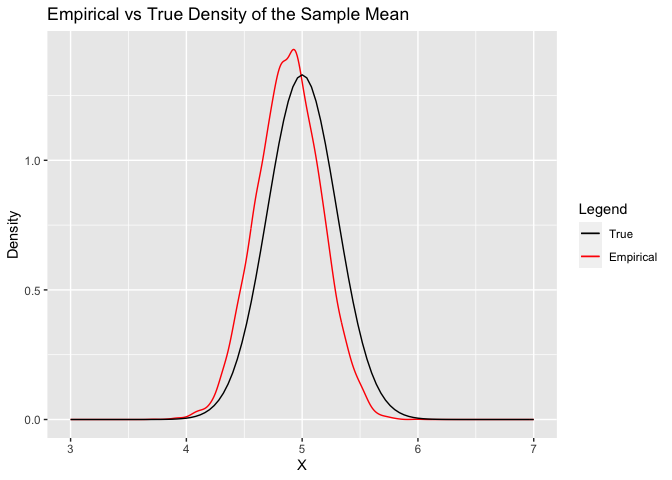 Empirical vs True Density of the Sample Mean
Density
1.0
0.5
0.0
3 4 5 6 7
X
Legend
True
Empirical